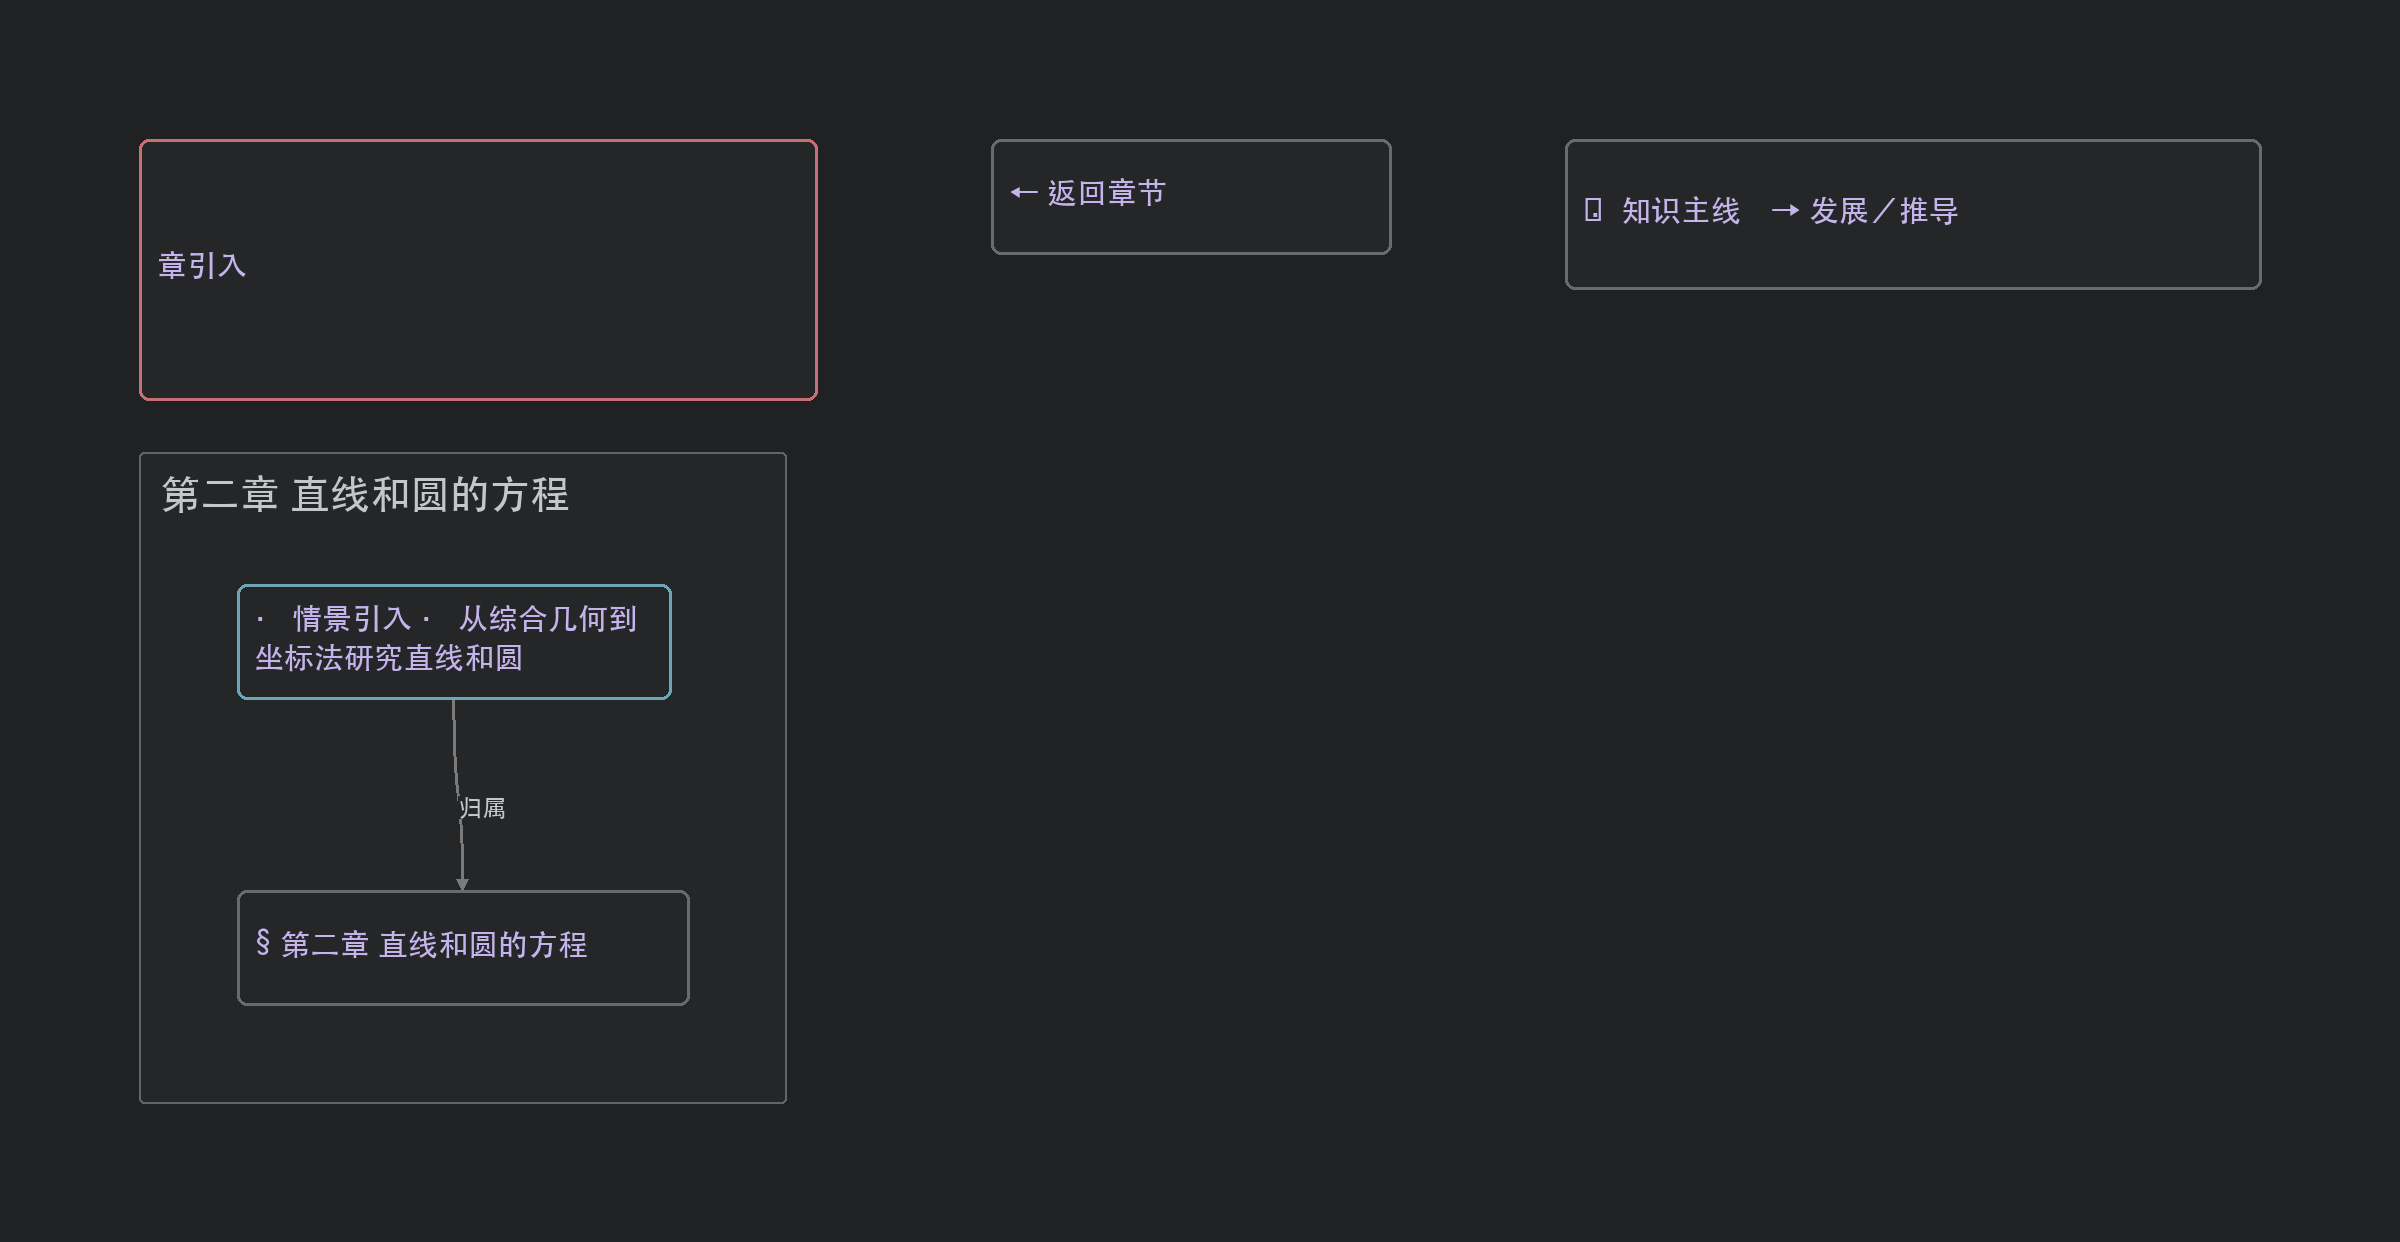 章引入
← 返回章节
知识主线 → 发展／推导
第二章 直线和圆的方程
· 情景引入 · 从综合几何到
坐标法研究直线和圆
归属
§ 第二章 直线和圆的方程